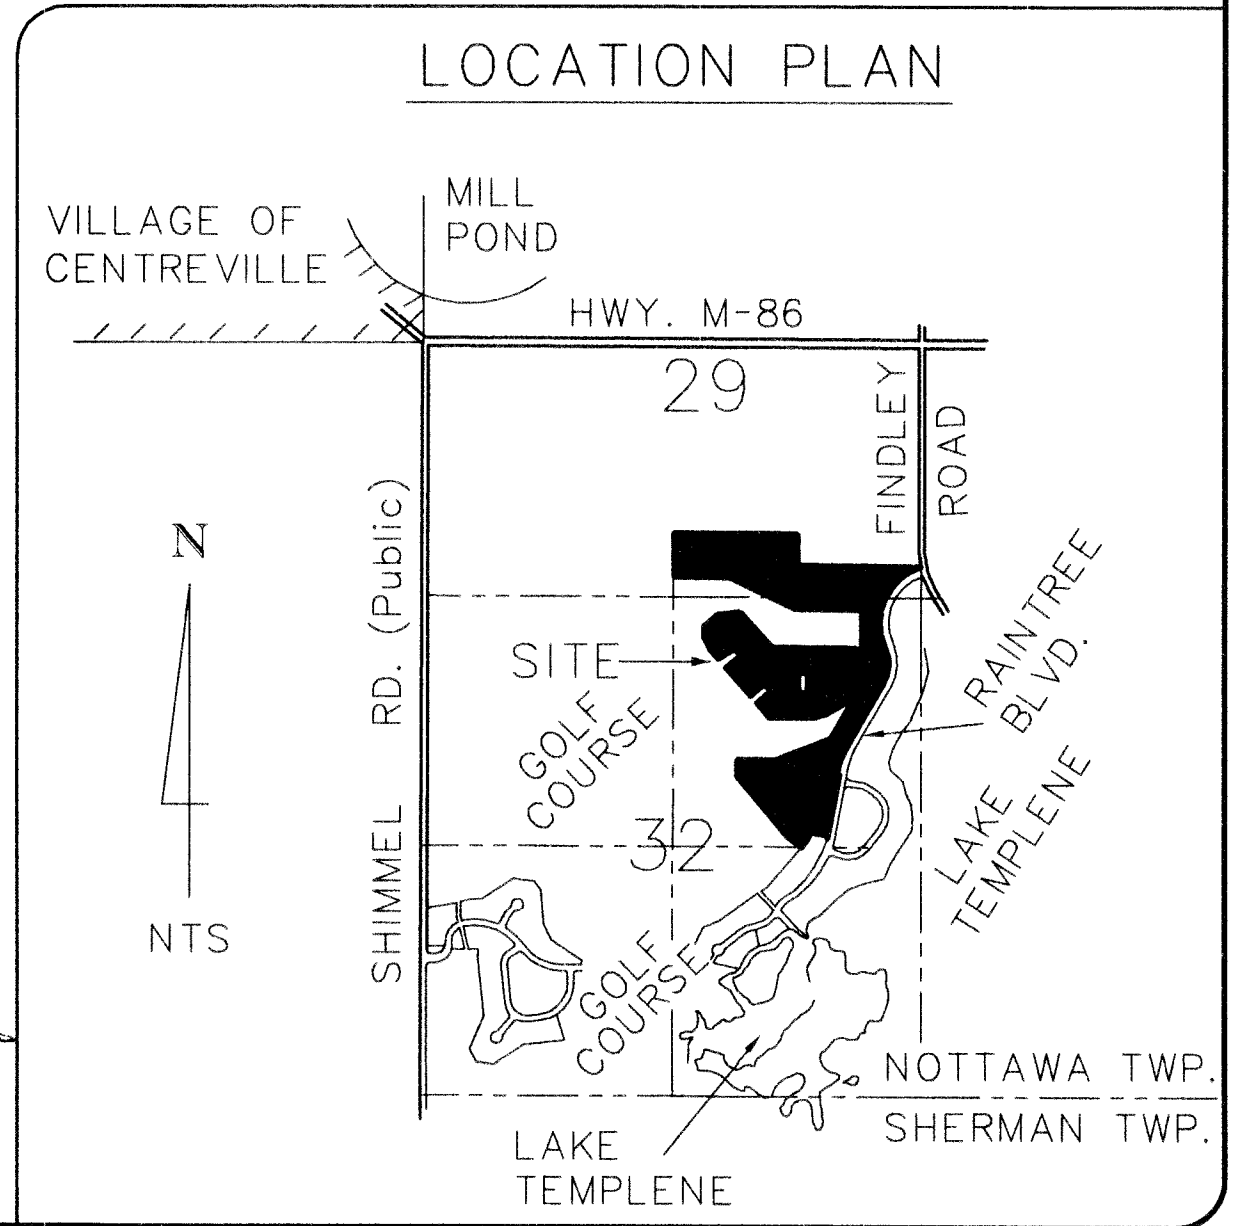 LOCATION PLAN
VILLAGE OF
CENTREVILLE
MILL
POND
HWY. M-86
29
FINDLEY
ROAD
SHIMMEL RD. (Public)
N
NTS
SITE
GOLF
COURSE
RAINTREE
BLVD.
32
LAKE
TEMPLENE
GOLF
COURSE
NOTTAWA TWP.
SHERMAN TWP.
LAKE
TEMPLENE